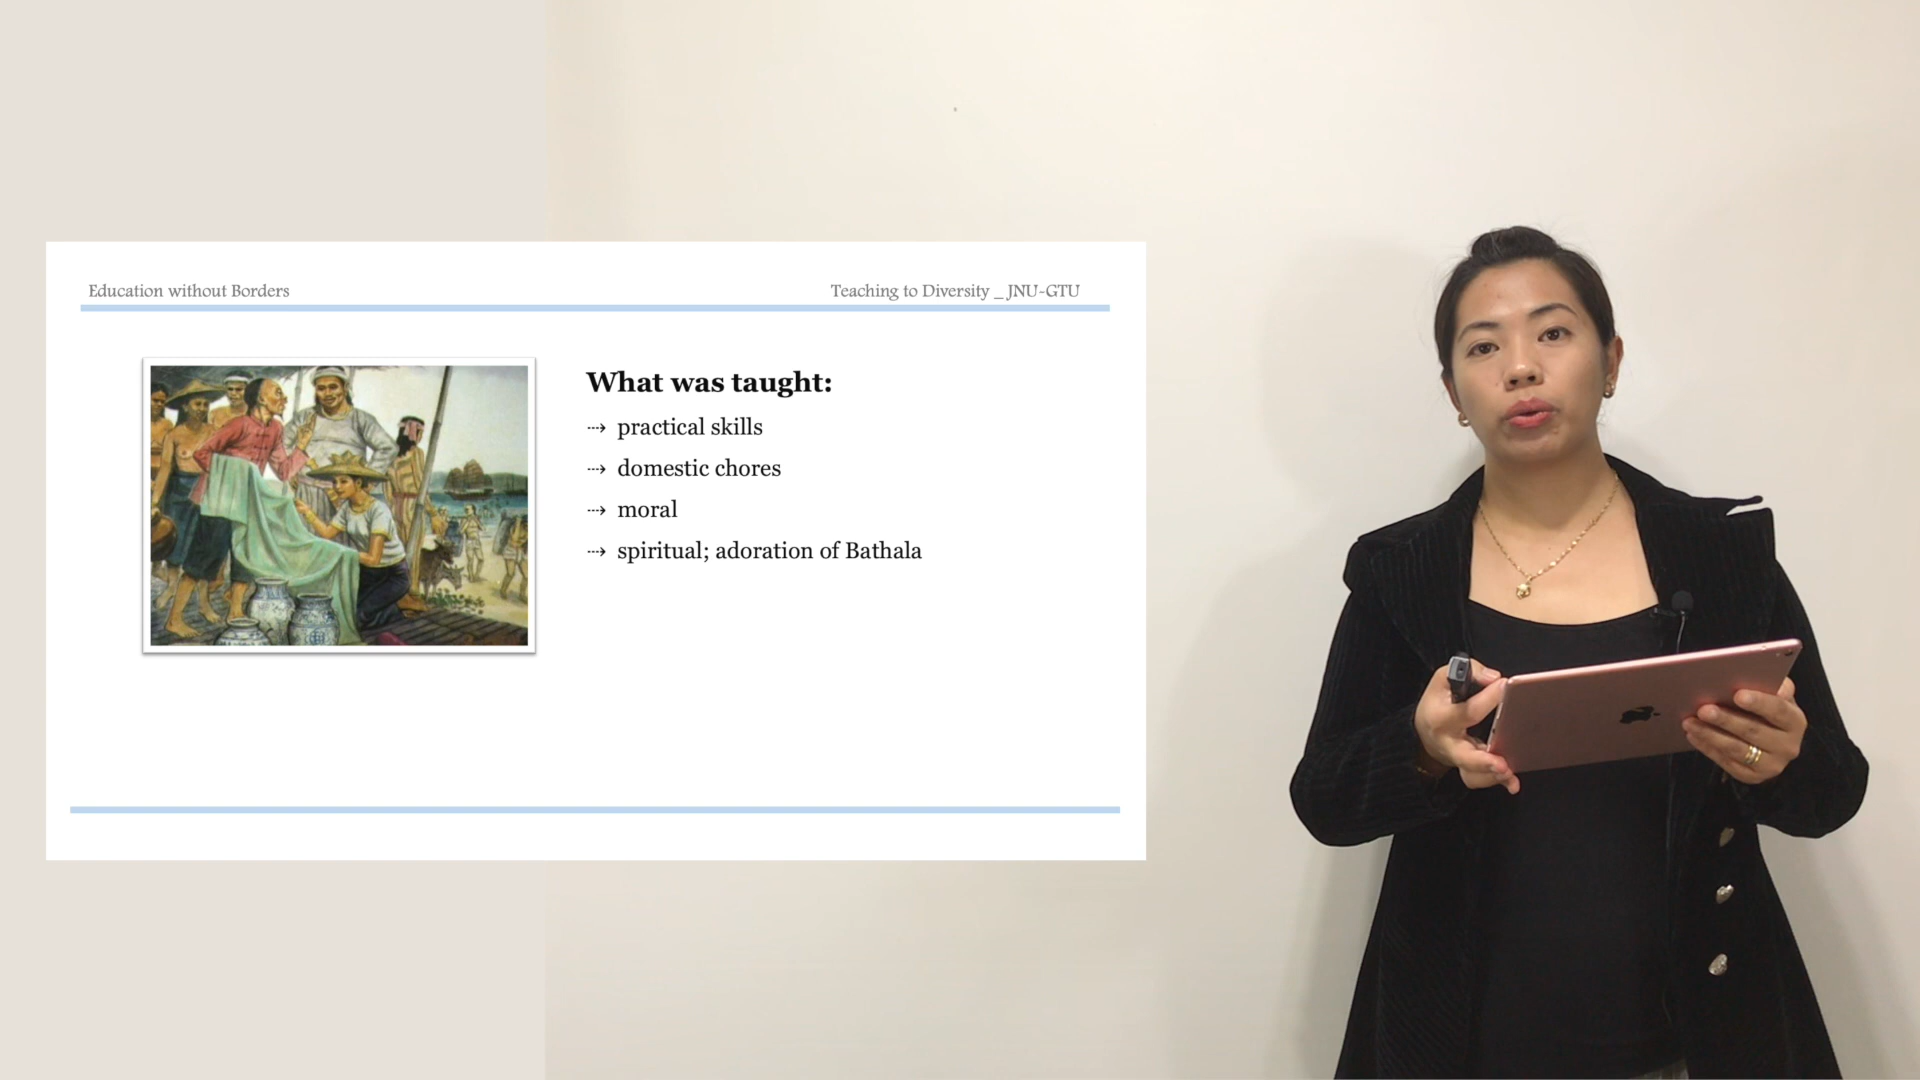 Education without Borders
Teaching to Diversity _ JNU-GTU
What was taught:
⇢ practical skills
⇢ domestic chores
⇢ moral
⇢ spiritual; adoration of Bathala